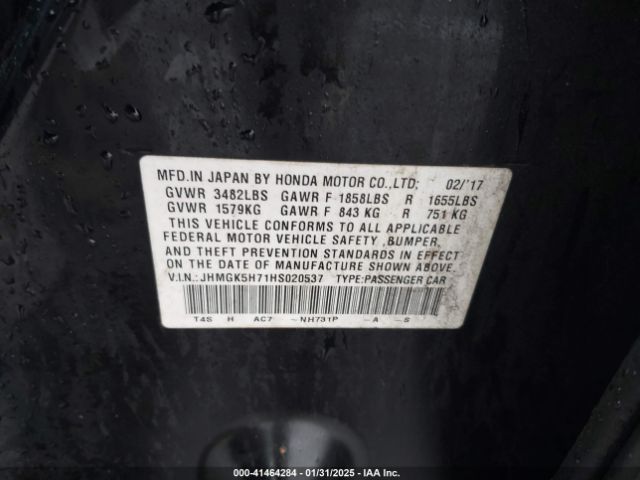 MFD.IN JAPAN BY HONDA MOTOR CO.,LTD; 02/'17
GVWR 3482LBS GAWR F 1858LBS R 1655LBS
GVWR 1579KG GAWR F 843 KG R 751 KG
THIS VEHICLE CONFORMS TO ALL APPLICABLE
FEDERAL MOTOR VEHICLE SAFETY ,BUMPER,
AND THEFT PREVENTION STANDARDS IN EFFECT
ON THE DATE OF MANUFACTURE SHOWN ABOVE.
V.I.N.: JHMGK5H71HS020537 TYPE:PASSENGER CAR
T4S H AC7 -NH731P -A -S
000-41464284 - 01/31/2025 - IAA Inc.